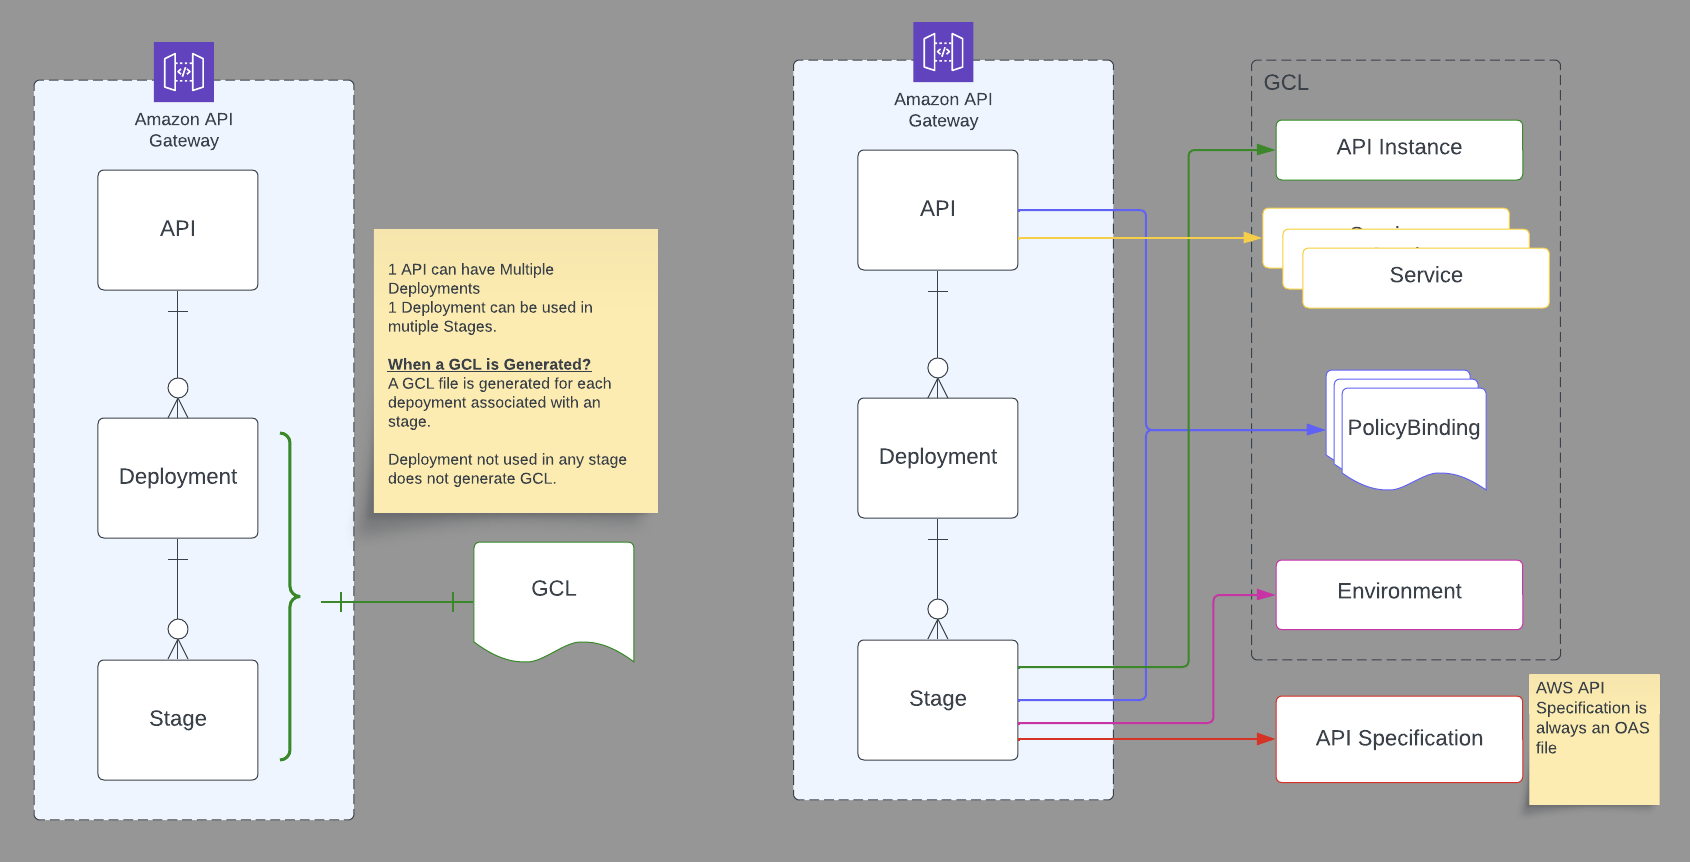 Amazon API
Gateway
API
Deployment
Stage
1 API can have Multiple
Deployments
1 Deployment can be used in
mutiple Stages.
When a GCL is Generated?
A GCL file is generated for each
depoyment associated with an
stage.
Deployment not used in any stage
does not generate GCL.
GCL
Amazon API
Gateway
API
Deployment
Stage
GCL
API Instance
Service
PolicyBinding
Environment
API Specification
AWS API
Specification is
always an OAS
file